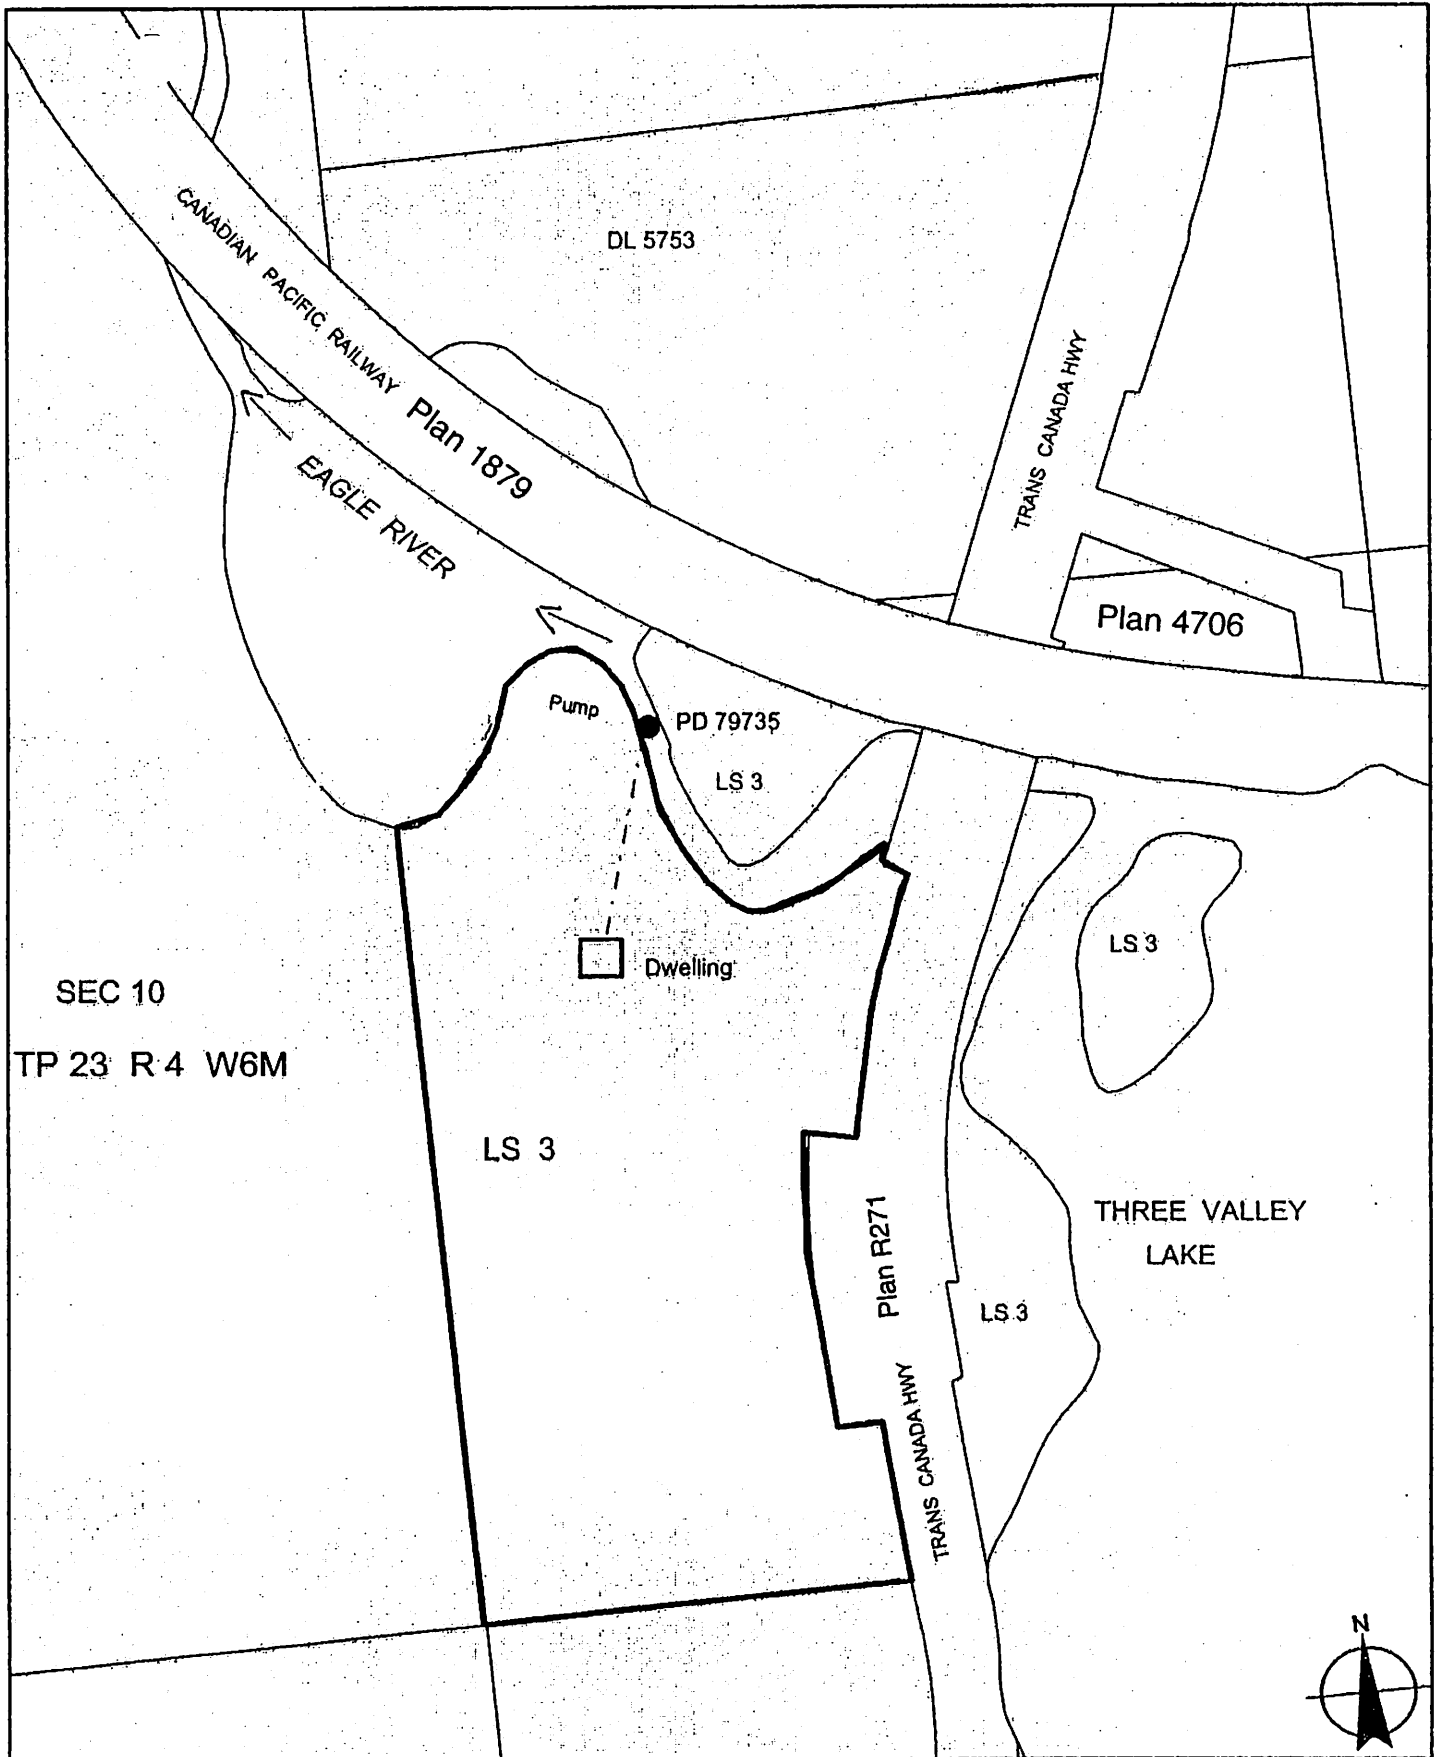 DL 5753
CANADIAN PACIFIC RAILWAY Plan 1879
TRANS CANADA HWY
EAGLE RIVER
Plan 4706
Pump
PD 79735
LS 3
LS 3
Dwelling
SEC 10
TP 23 R 4 W6M
LS 3
Plan R271
THREE VALLEY
LAKE
LS 3
TRANS CANADA HWY
N